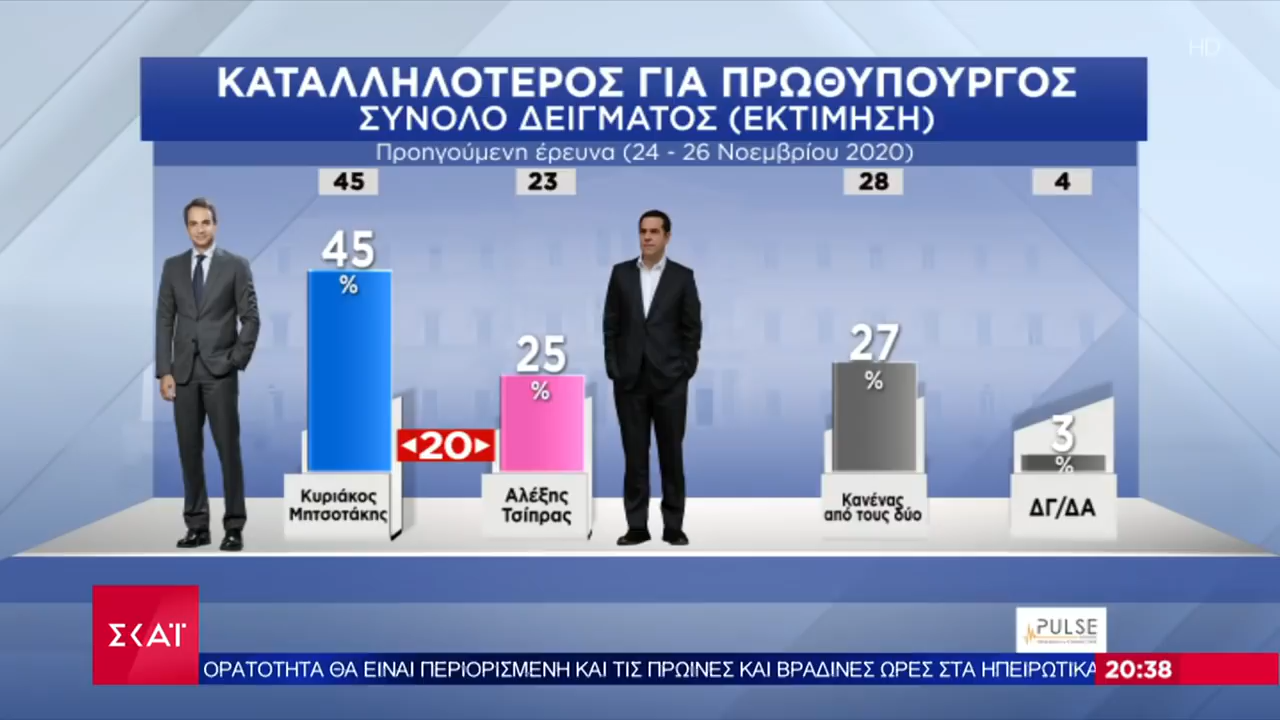 HD
ΚΑΤΑΛΛΗΛΟΤΕΡΟΣ ΓΙΑ ΠΡΩΘΥΠΟΥΡΓΟΣ
ΣΥΝΟΛΟ ΔΕΙΓΜΑΤΟΣ (ΕΚΤΙΜΗΣΗ)
Προηγούμενη έρευνα (24 - 26 Νοεμβρίου 2020)
45 23 28 4
45 %
25 %
27 %
3 %
20
Κυριάκος Μητσοτάκης
Αλέξης Τσίπρας
Κανένας από τους δύο
ΔΓ/ΔΑ
PULSE
ΣΚΑΪ
ΟΡΑΤΟΤΗΤΑ ΘΑ ΕΙΝΑΙ ΠΕΡΙΟΡΙΣΜΕΝΗ ΚΑΙ ΤΙΣ ΠΡΩΙΝΕΣ ΚΑΙ ΒΡΑΔΙΝΕΣ ΩΡΕΣ ΣΤΑ ΗΠΕΙΡΩΤΙΚΑ
20:38